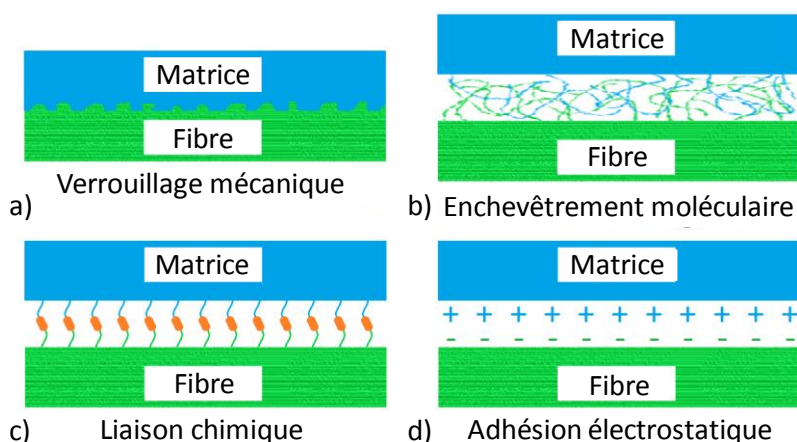 Matrice
Fibre
a) Verrouillage mécanique
Matrice
Fibre
b) Enchevêtrement moléculaire
Matrice
Fibre
c) Liaison chimique
Matrice
+ + + + + + + + + + +
- - - - - - - - - - -
Fibre
d) Adhésion électrostatique